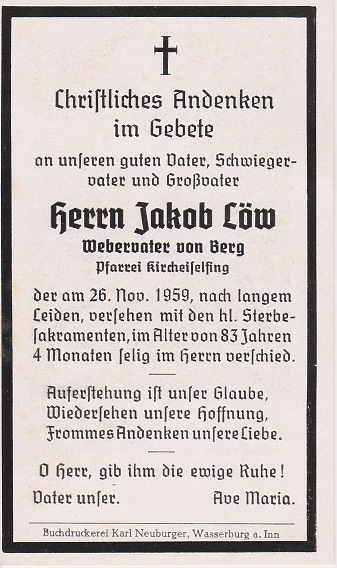 Chriſtliches Andenken
im Gebete
an unſeren guten Vater, Schwieger-
vater und Großvater
Herrn Jakob Löw
Webervater von Berg
Pfarrei Kircheiſelfing
der am 26. Nov. 1959, nach langem
Leiden, verſehen mit den hl. Sterbe-
ſakramenten, im Alter von 83 Jahren
4 Monaten ſelig im Herrn verſchied.
Auferſtehung iſt unſer Glaube,
Wiederſehen unſere Hoffnung,
Frommes Andenken unſere Liebe.
O Herr, gib ihm die ewige Ruhe!
Vater unſer. Ave Maria.
Buchdruckerei Karl Neuburger, Wasserburg a. Inn